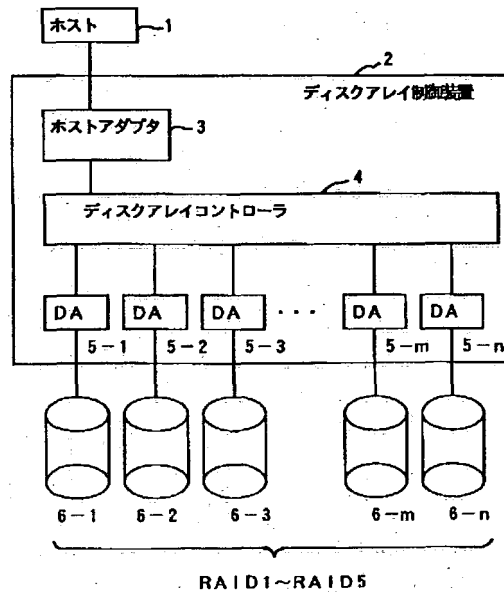 ホスト
1
2
ディスクアレイ制御装置
ホストアダプタ
3
4
ディスクアレイコントローラ
DA DA DA ・・・ DA DA
5-1 5-2 5-3 5-m 5-n
6-1 6-2 6-3 6-m 6-n
RAID1～RAID5